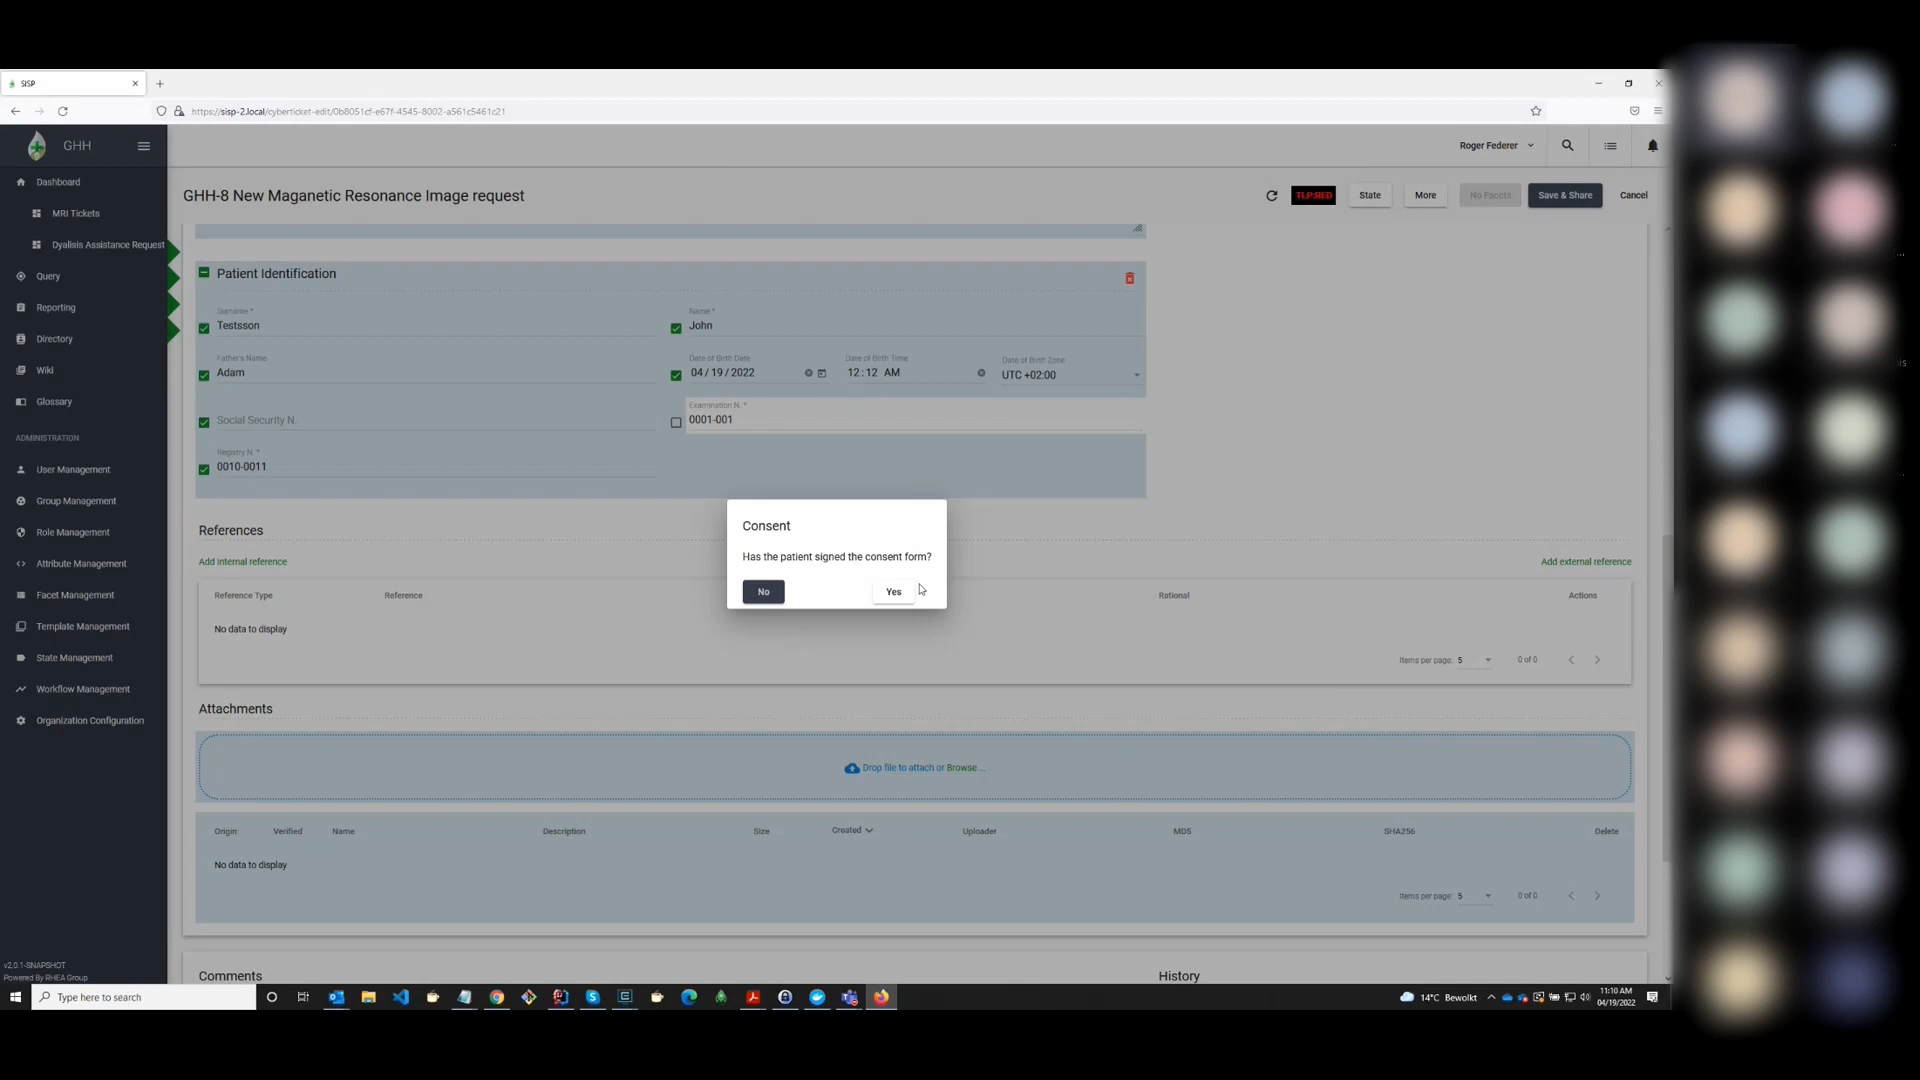 SISP
https://sisp-2.local/cyberticket-edit/0b8051cf-e67f-4545-8002-a561c5461c21
GHH
Roger Federer
Dashboard
MRI Tickets
Dyalisis Assistance Request
Query
Reporting
Directory
Wiki
Glossary
ADMINISTRATION
User Management
Group Management
Role Management
Attribute Management
Facet Management
Template Management
State Management
Workflow Management
Organization Configuration
v2.0.1-SNAPSHOT
Powered By RHEA Group
GHH-8 New Maganetic Resonance Image request
TLP:RED
State
More
No Facets
Save & Share
Cancel
Patient Identification
Surname *
Testsson
Name *
John
Father's Name
Adam
Date of Birth Date
04/19/2022
Date of Birth Time
12:12 AM
Date of Birth Zone
UTC +02:00
Social Security N.
Examination N. *
0001-001
Registry N. *
0010-0011
References
Add internal reference
Add external reference
Reference Type
Reference
Rational
Actions
No data to display
Items per page: 5
0 of 0
Consent
Has the patient signed the consent form?
No
Yes
Attachments
Drop file to attach or Browse...
Origin
Verified
Name
Description
Size
Created
Uploader
MD5
SHA256
Delete
No data to display
Items per page: 5
0 of 0
Comments
History
Type here to search
14°C Bewolkt
11:10 AM
04/19/2022